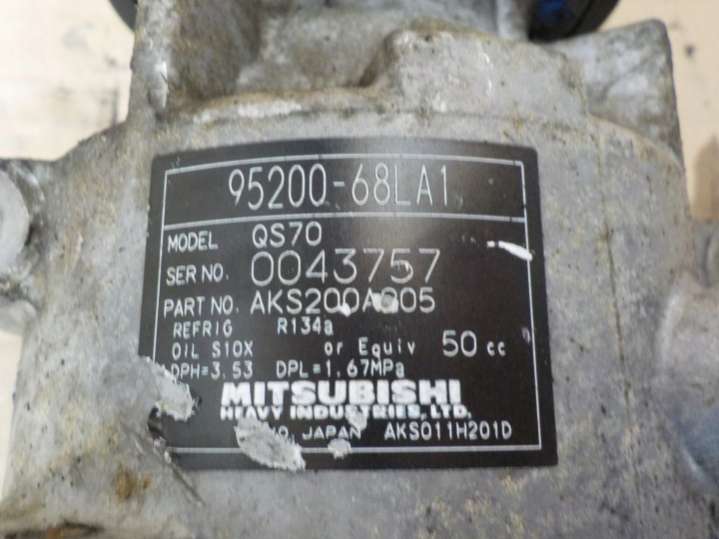 95200-68LA1
MODEL QS70
SER NO. 0043757
PART NO. AKS200A005
REFRIG R134a
OIL S10X or Equiv 50 cc
DPH=3.53 DPL=1.67MPa
MITSUBISHI
HEAVY INDUSTRIES, LTD.
JAPAN AKS011H201D